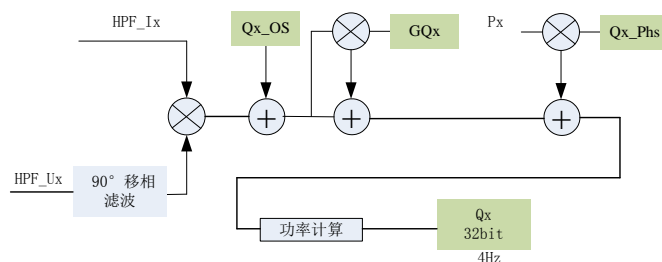 HPF_Ix
Qx_OS
GQx
Px
Qx_Phs
HPF_Ux
90° 移相
滤波
功率计算
Qx
32bit
4Hz